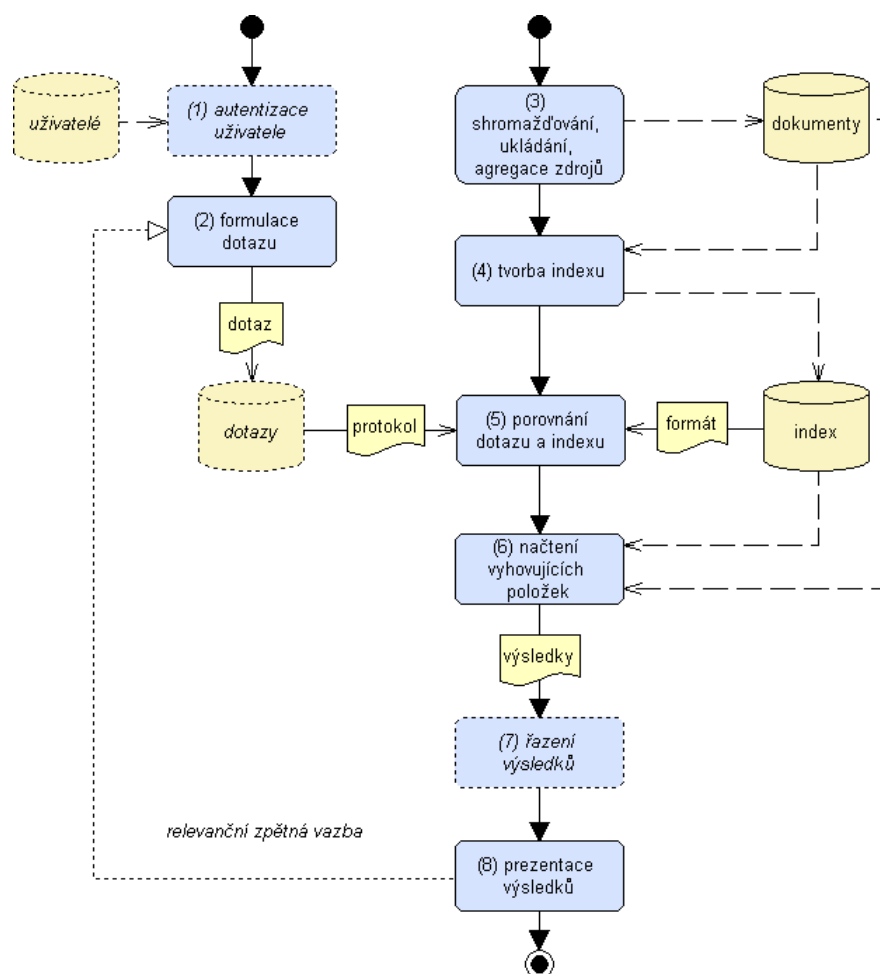 uživatelé
(1) autentizace
uživatele
(2) formulace
dotazu
dotaz
dotazy
protokol
(3)
shromažďování,
ukládání,
agregace zdrojů
dokumenty
(4) tvorba indexu
(5) porovnání
dotazu a indexu
formát
index
(6) načtení
vyhovujících
položek
výsledky
(7) řazení
výsledků
relevanční zpětná vazba
(8) prezentace
výsledků